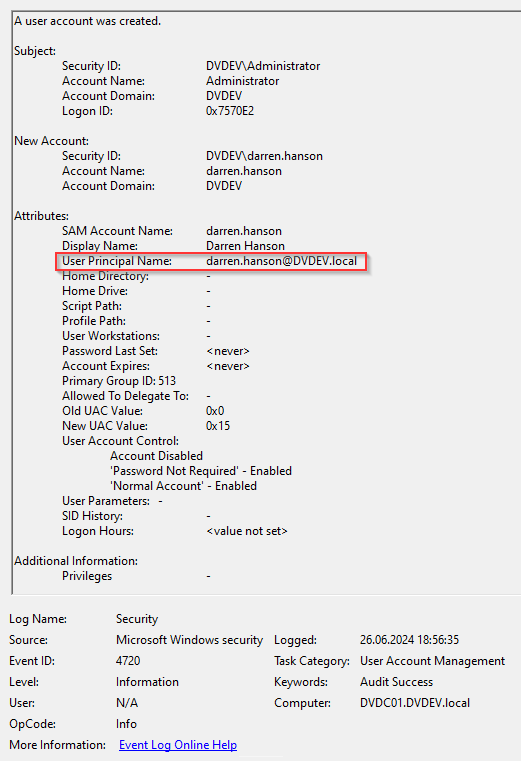 A user account was created.
Subject:
Security ID: DVDEV\Administrator
Account Name: Administrator
Account Domain: DVDEV
Logon ID: 0x7570E2
New Account:
Security ID: DVDEV\darren.hanson
Account Name: darren.hanson
Account Domain: DVDEV
Attributes:
SAM Account Name: darren.hanson
Display Name: Darren Hanson
User Principal Name: darren.hanson@DVDEV.local
Home Directory: -
Home Drive: -
Script Path: -
Profile Path: -
User Workstations: -
Password Last Set: <never>
Account Expires: <never>
Primary Group ID: 513
Allowed To Delegate To: -
Old UAC Value: 0x0
New UAC Value: 0x15
User Account Control:
Account Disabled
'Password Not Required' - Enabled
'Normal Account' - Enabled
User Parameters: -
SID History: -
Logon Hours: <value not set>
Additional Information:
Privileges -
Log Name: Security
Source: Microsoft Windows security Logged: 26.06.2024 18:56:35
Event ID: 4720 Task Category: User Account Management
Level: Information Keywords: Audit Success
User: N/A Computer: DVDC01.DVDEV.local
OpCode: Info
More Information: Event Log Online Help